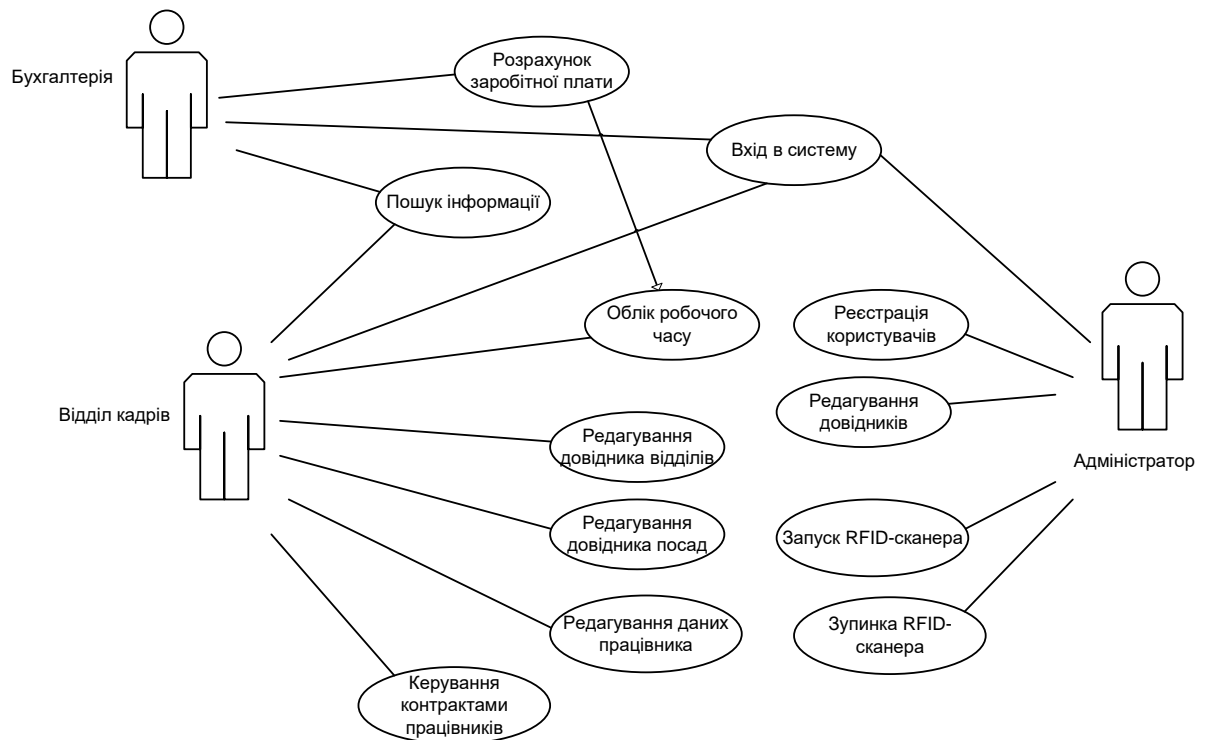 Бухгалтерія
Розрахунок
заробітної плати
Вхід в систему
Пошук інформації
Облік робочого
часу
Реєстрація
користувачів
Відділ кадрів
Редагування
довідників
Редагування
довідника відділів
Адміністратор
Редагування
довідника посад
Запуск RFID-сканера
Редагування даних
працівника
Зупинка RFID-
сканера
Керування
контрактами
працівників